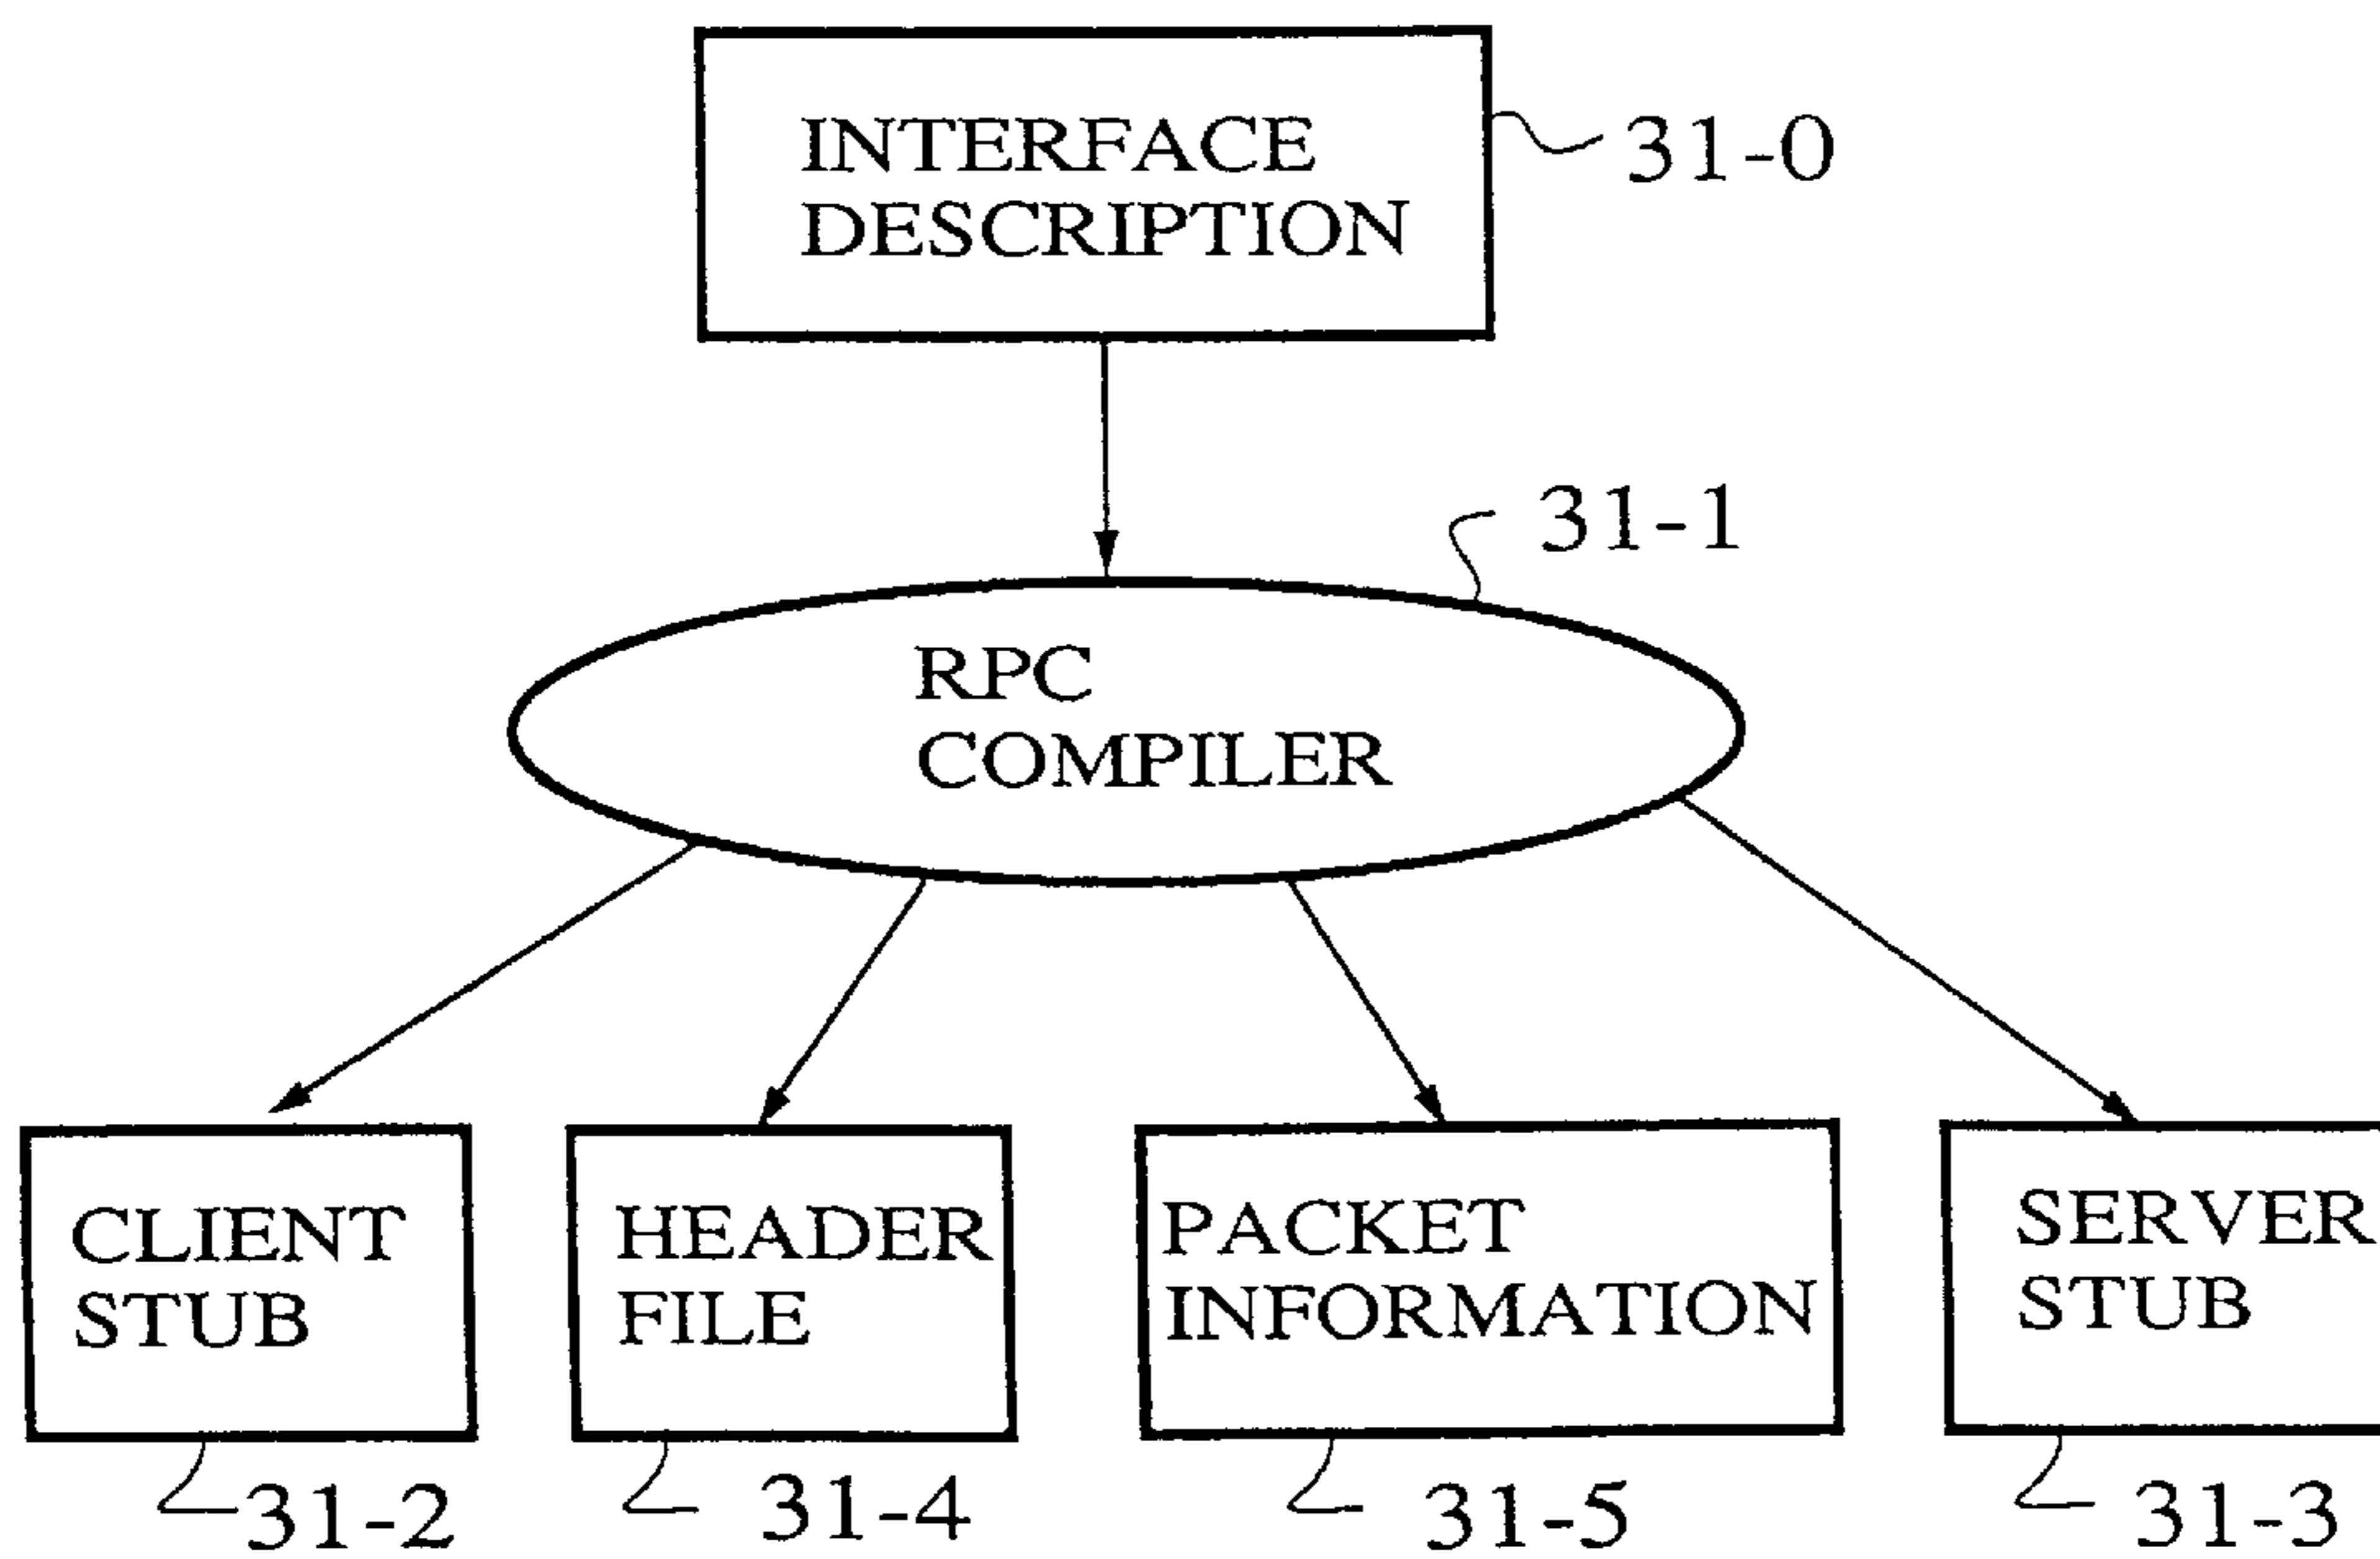 INTERFACE
DESCRIPTION
31-0
31-1
RPC
COMPILER
CLIENT
STUB
HEADER
FILE
PACKET
INFORMATION
SERVER
STUB
31-2
31-4
31-5
31-3